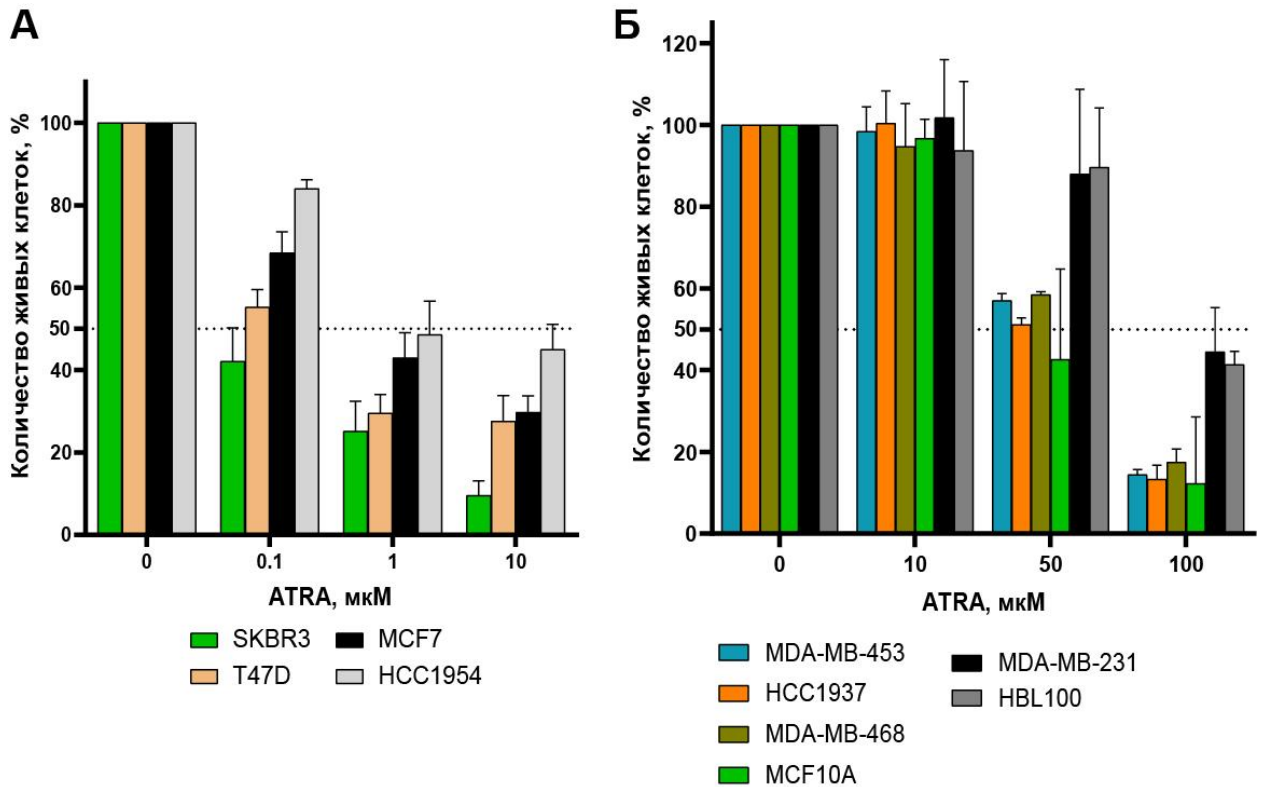 А
Количество живых клеток, %
100
80
60
50
40
20
0
0 0.1 1 10
ATRA, мкМ
SKBR3 MCF7
T47D HCC1954
Б
Количество живых клеток, %
120
100
80
60
50
40
20
0
0 10 50 100
ATRA, мкМ
MDA-MB-453
HCC1937
MDA-MB-468
MCF10A
MDA-MB-231
HBL100